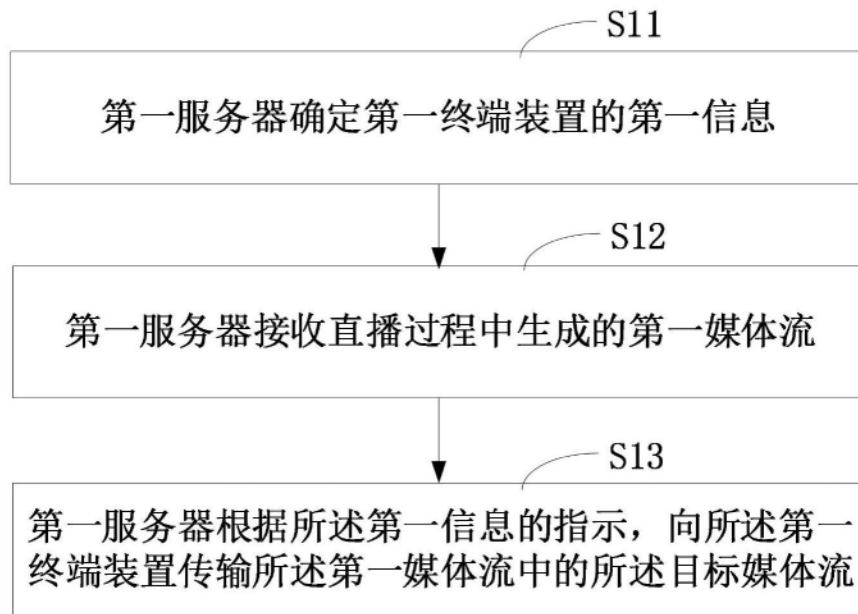 S11
第一服务器确定第一终端装置的第一信息
S12
第一服务器接收直播过程中生成的第一媒体流
S13
第一服务器根据所述第一信息的指示，向所述第一
终端装置传输所述第一媒体流中的所述目标媒体流